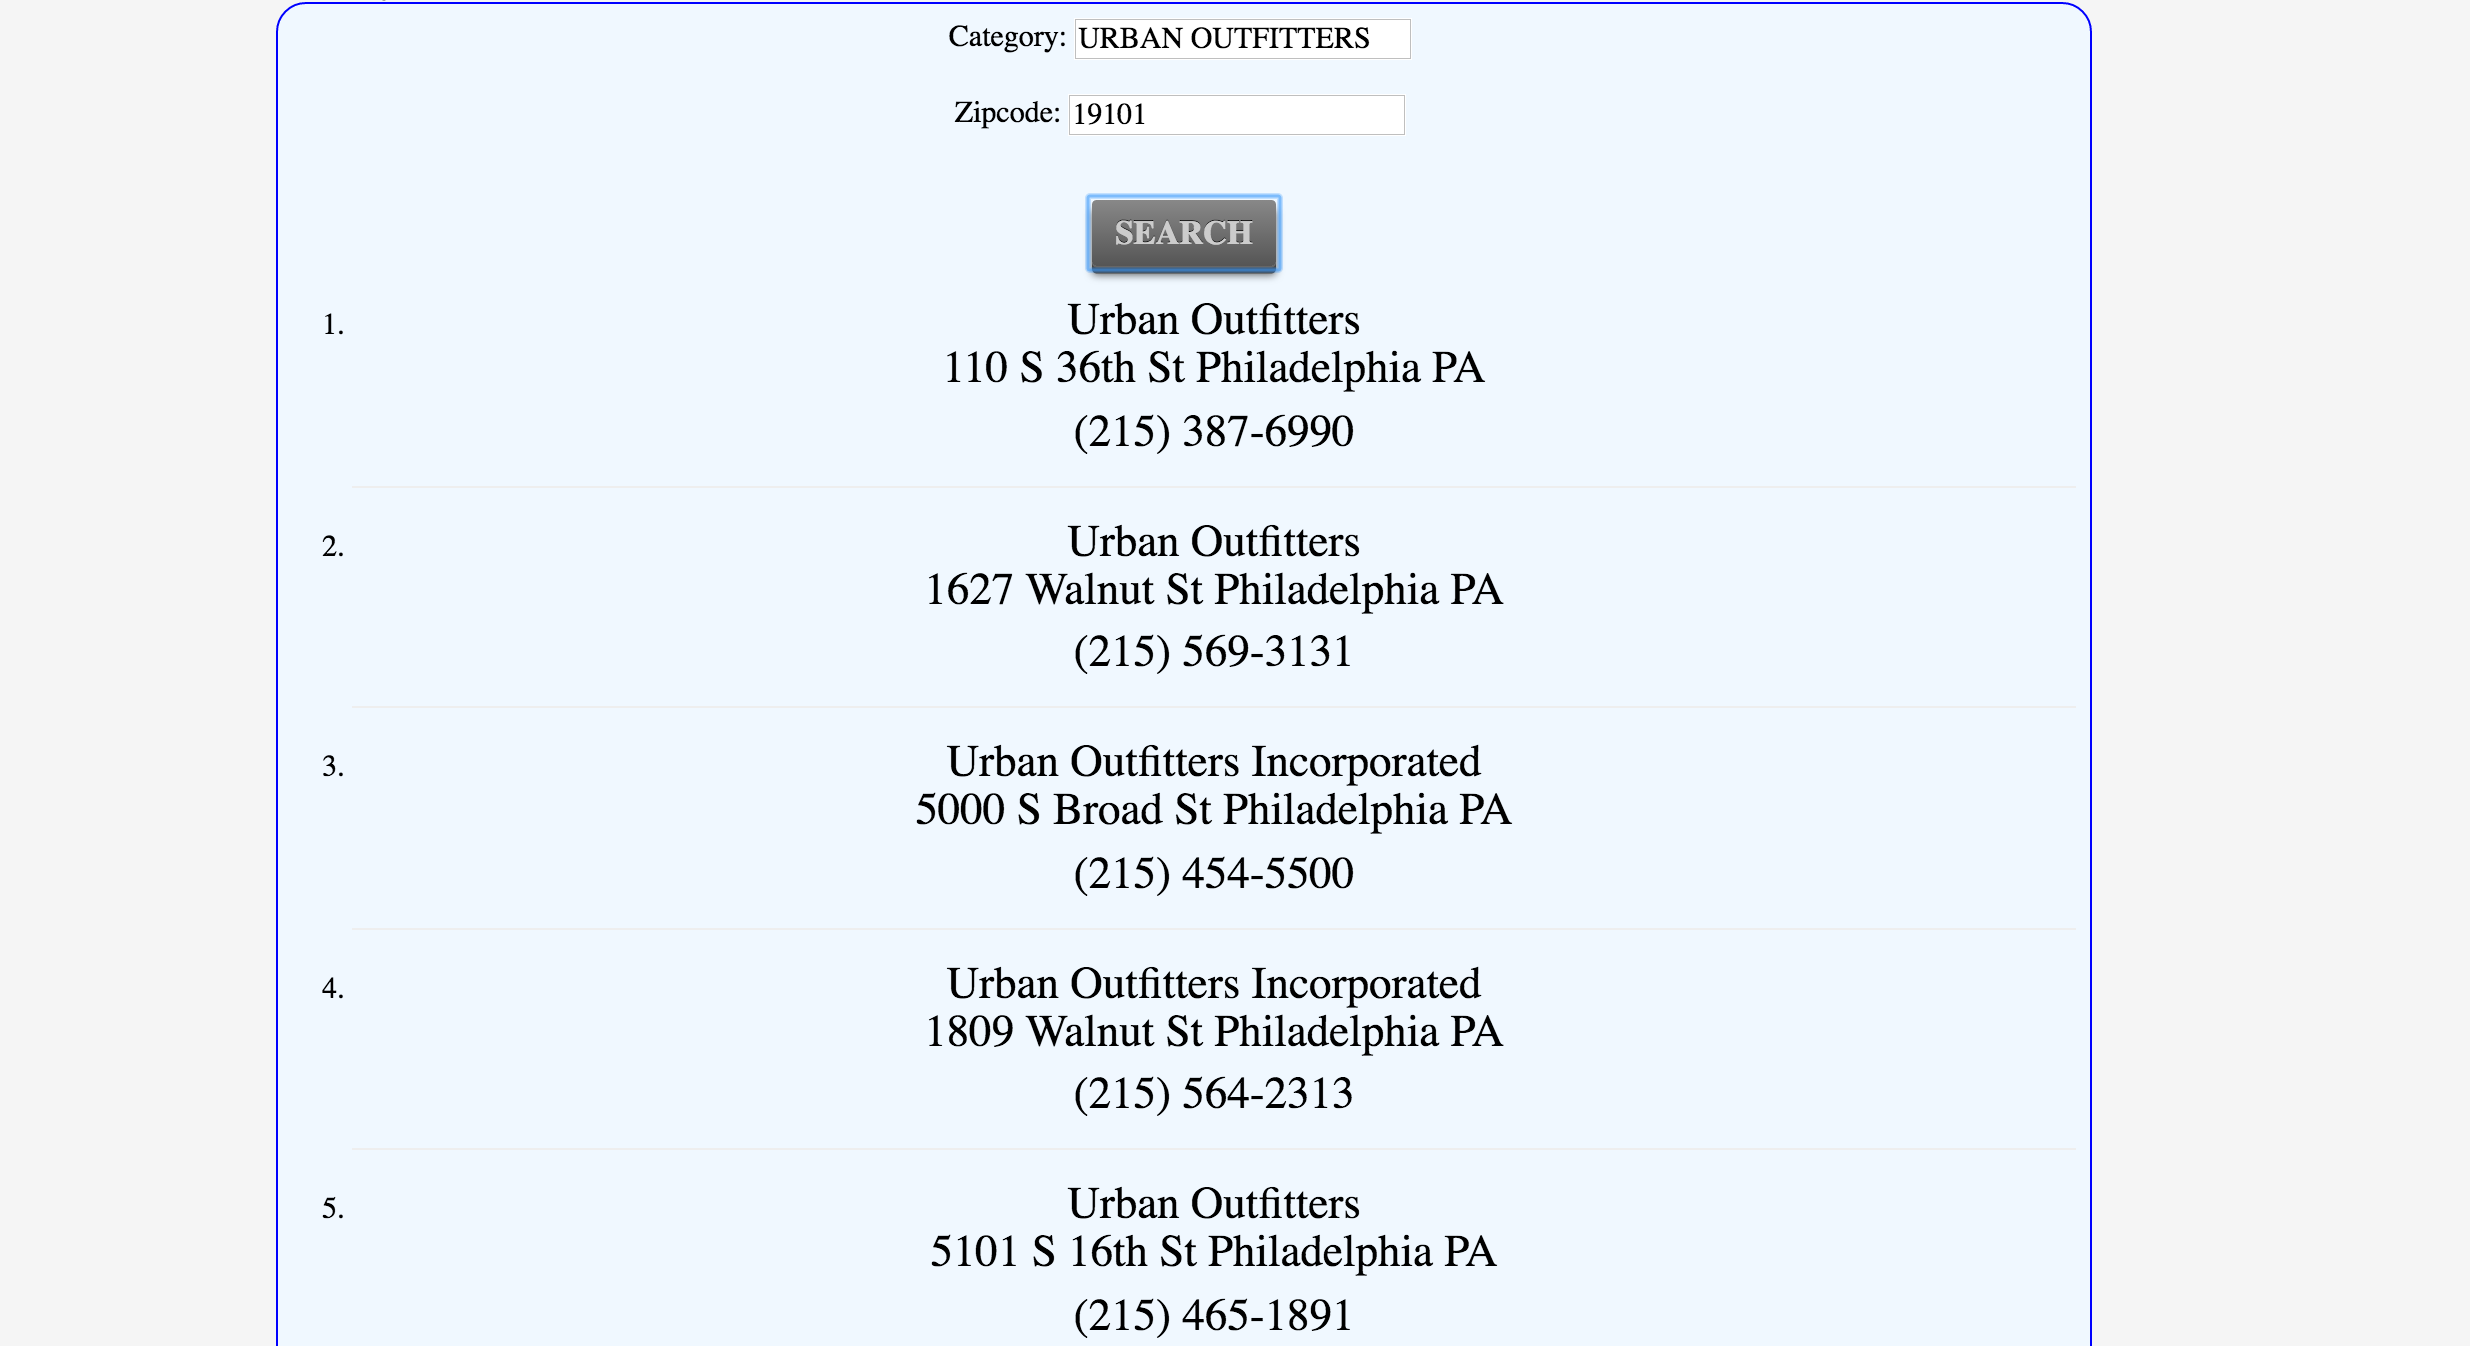 Category: URBAN OUTFITTERS
Zipcode: 19101
SEARCH
1. Urban Outfitters
110 S 36th St Philadelphia PA
(215) 387-6990
2. Urban Outfitters
1627 Walnut St Philadelphia PA
(215) 569-3131
3. Urban Outfitters Incorporated
5000 S Broad St Philadelphia PA
(215) 454-5500
4. Urban Outfitters Incorporated
1809 Walnut St Philadelphia PA
(215) 564-2313
5. Urban Outfitters
5101 S 16th St Philadelphia PA
(215) 465-1891